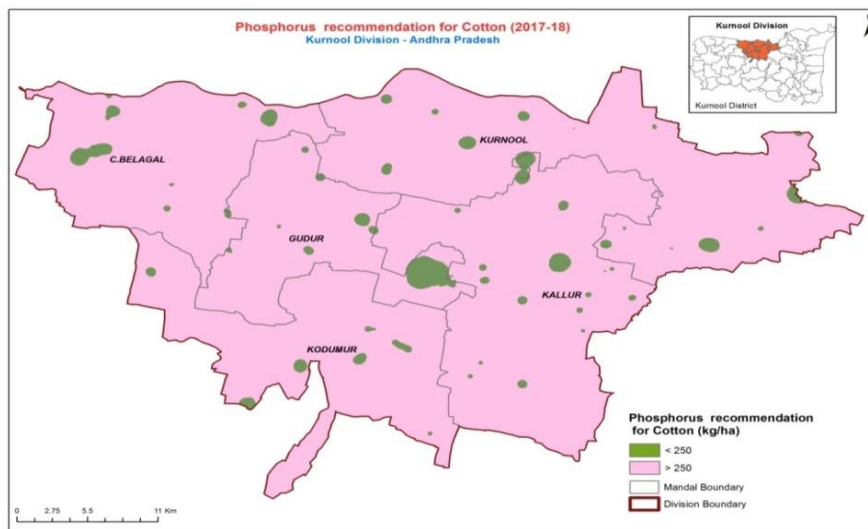 Phosphorus recommendation for Cotton (2017-18)
Kurnool Division - Andhra Pradesh
Kurnool Division
Kurnool District
KURNOOL
C.BELAGAL
GUDUR
KALLUR
KODUMUR
Phosphorus recommendation
for Cotton (kg/ha)
< 250
> 250
Mandal Boundary
Division Boundary
0 2.75 5.5 11 Km